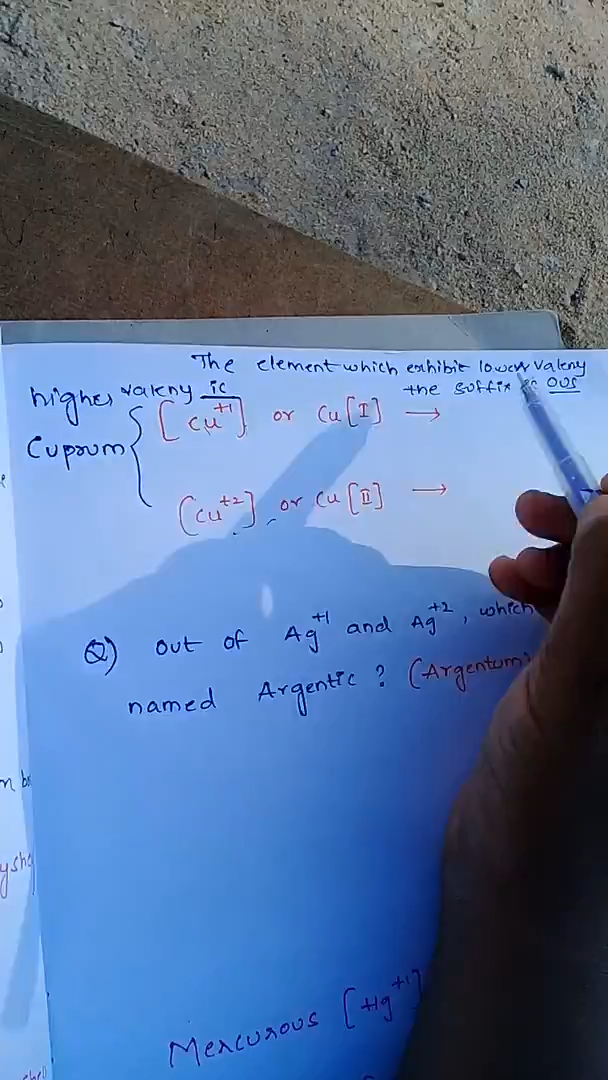 The element which exhibit lower valeny
the suffix is ous
higher valeny ic
Cuprum [Cu+1] or Cu[I] →
[Cu+2], or Cu[II] →
Q) out of Ag+1 and Ag+2, which
named Argentic ? (Argentum
Mercurous [Hg+1]